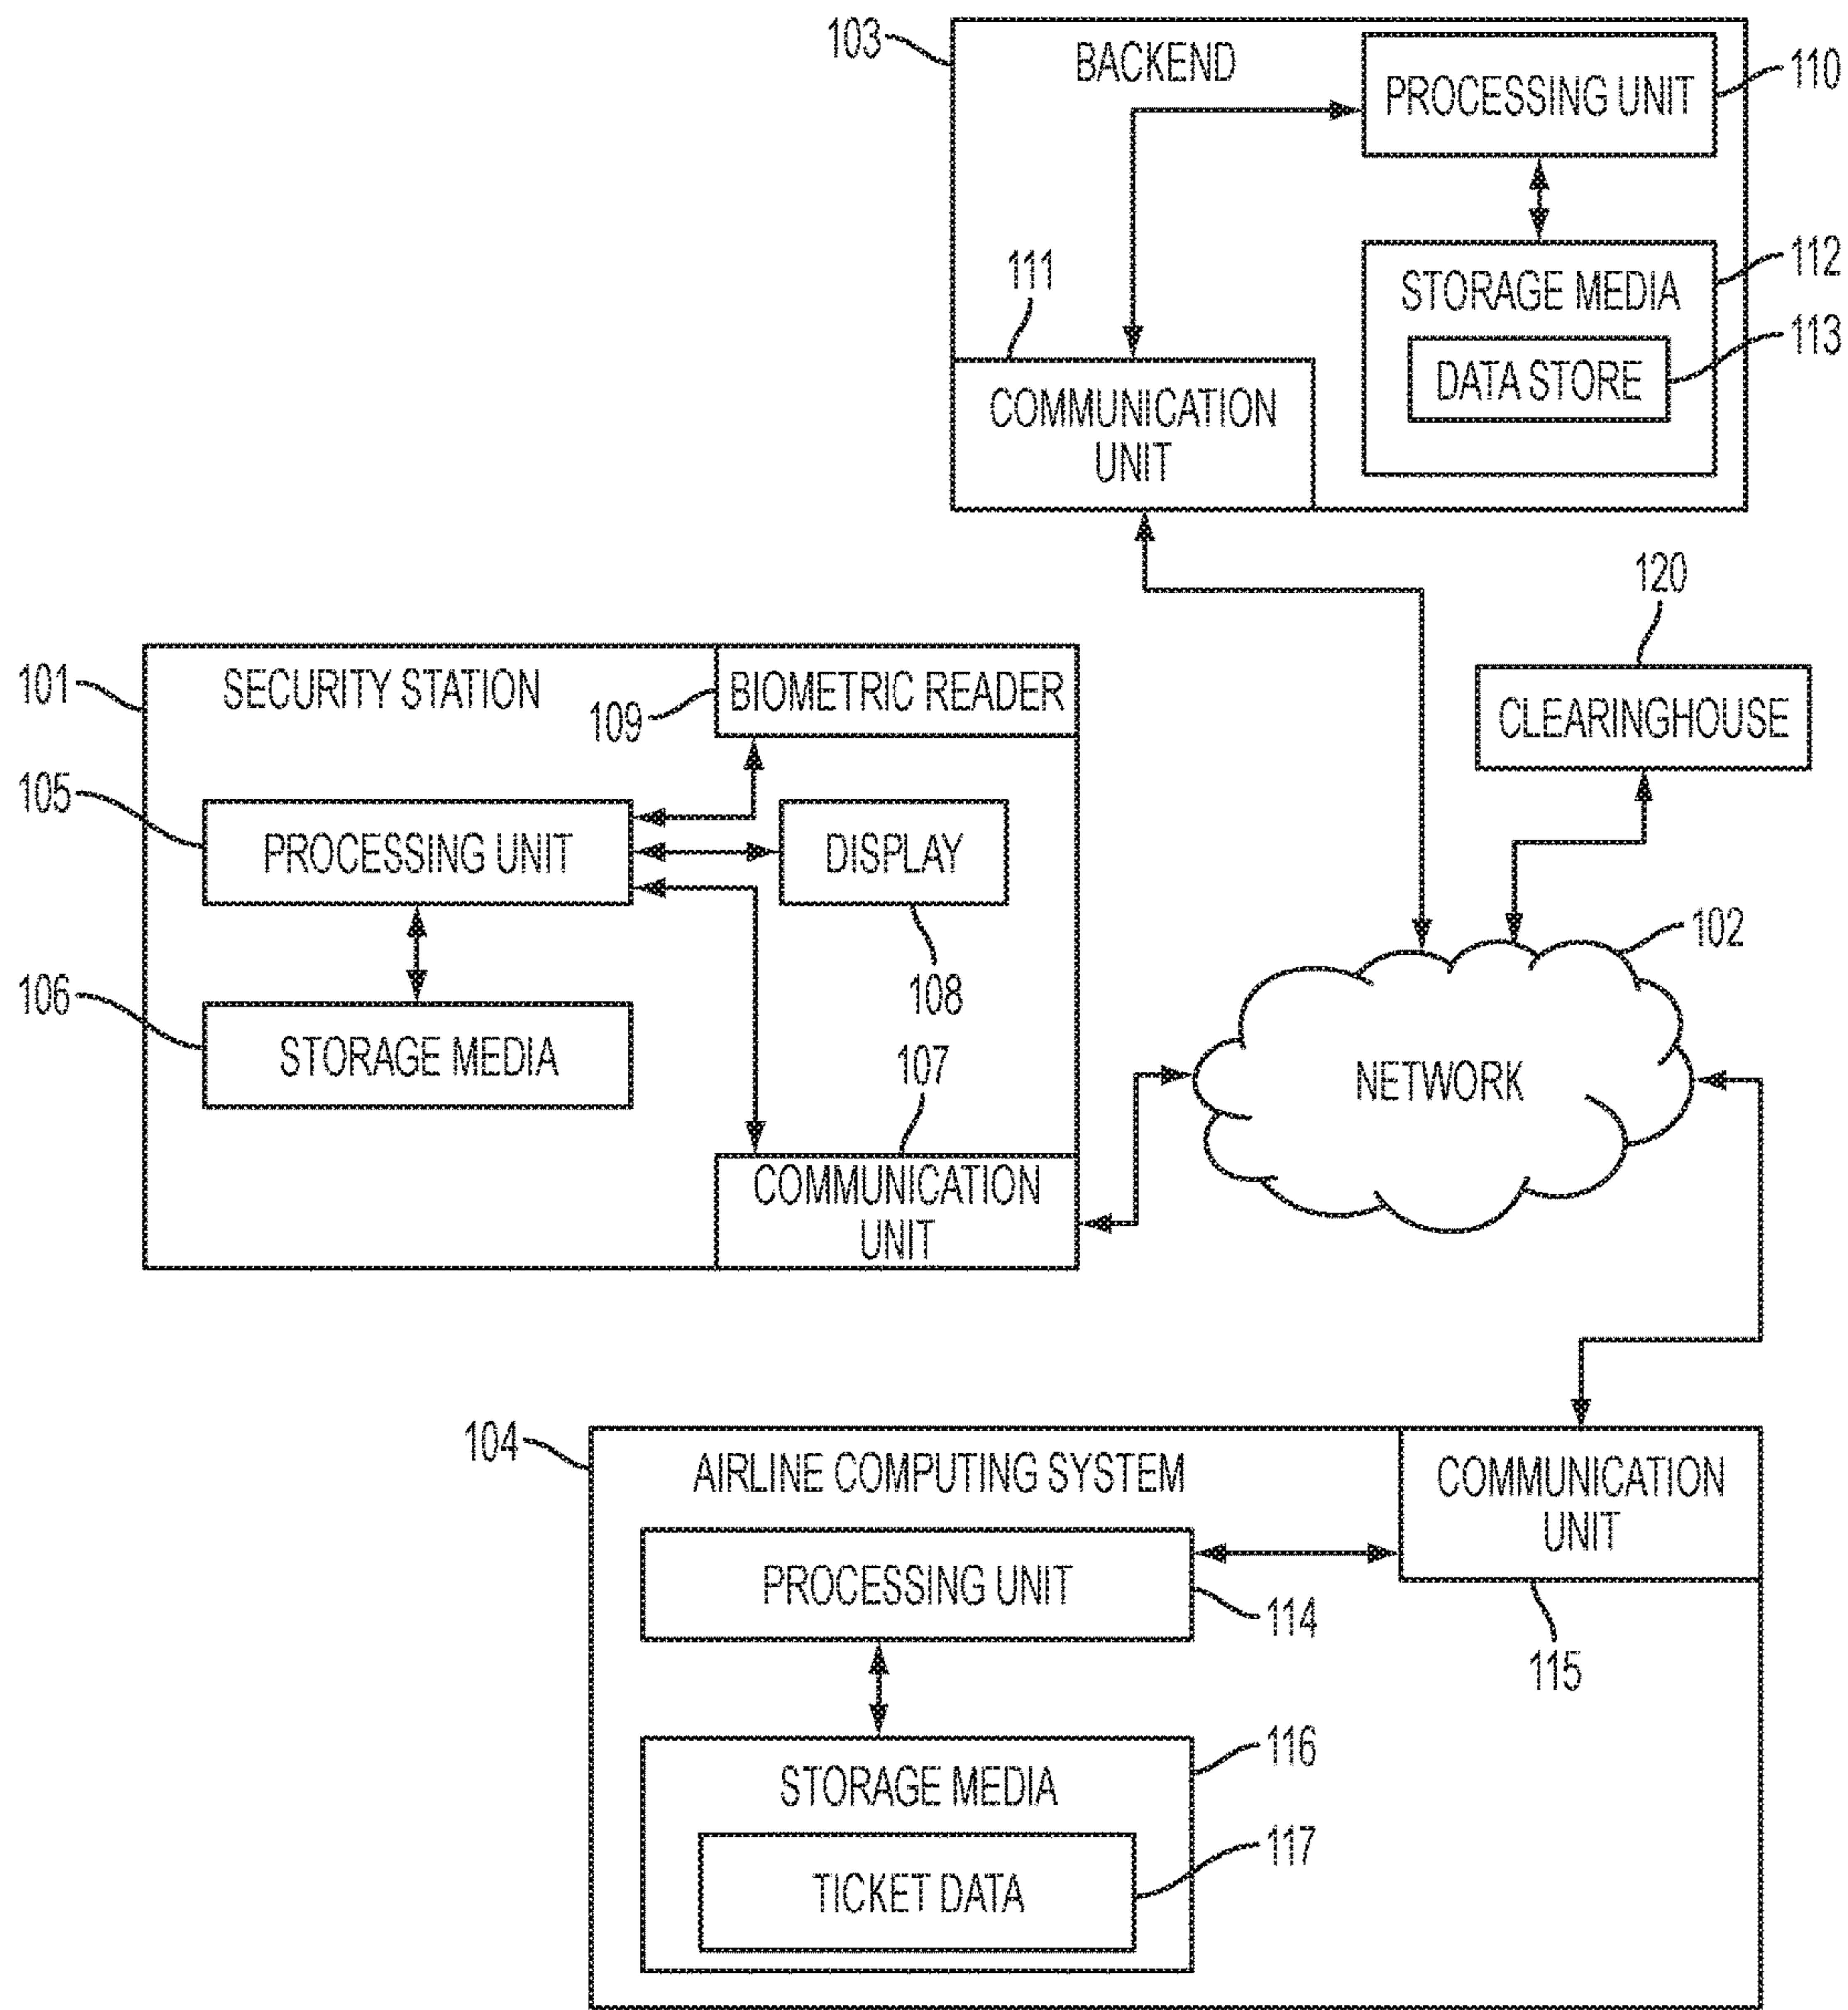 103
BACKEND
PROCESSING UNIT
110
111
STORAGE MEDIA
112
DATA STORE
113
COMMUNICATION
UNIT
120
CLEARINGHOUSE
101
SECURITY STATION
BIOMETRIC READER
109
105
PROCESSING UNIT
DISPLAY
108
106
STORAGE MEDIA
107
COMMUNICATION
UNIT
102
NETWORK
104
AIRLINE COMPUTING SYSTEM
COMMUNICATION
UNIT
115
PROCESSING UNIT
114
STORAGE MEDIA
116
TICKET DATA
117